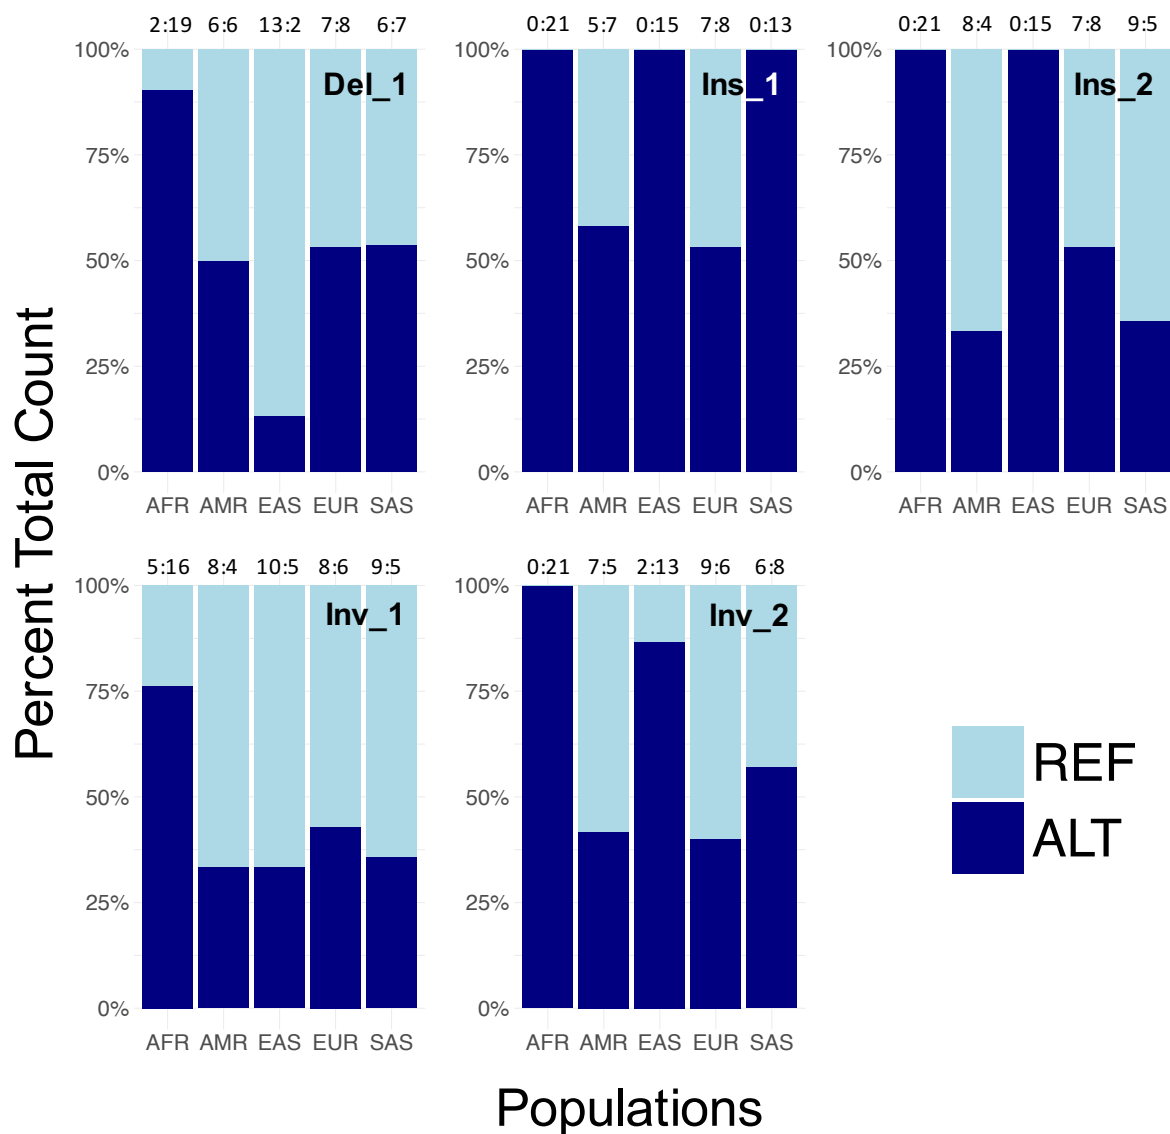 2:19 6:6 13:2 7:8 6:7
Del_1
100%
75%
50%
25%
0%
AFR AMR EAS EUR SAS
0:21 5:7 0:15 7:8 0:13
Ins_1
100%
75%
50%
25%
0%
AFR AMR EAS EUR SAS
0:21 8:4 0:15 7:8 9:5
Ins_2
100%
75%
50%
25%
0%
AFR AMR EAS EUR SAS
Percent Total Count
5:16 8:4 10:5 8:6 9:5
Inv_1
100%
75%
50%
25%
0%
AFR AMR EAS EUR SAS
0:21 7:5 2:13 9:6 6:8
Inv_2
100%
75%
50%
25%
0%
AFR AMR EAS EUR SAS
REF
ALT
Populations